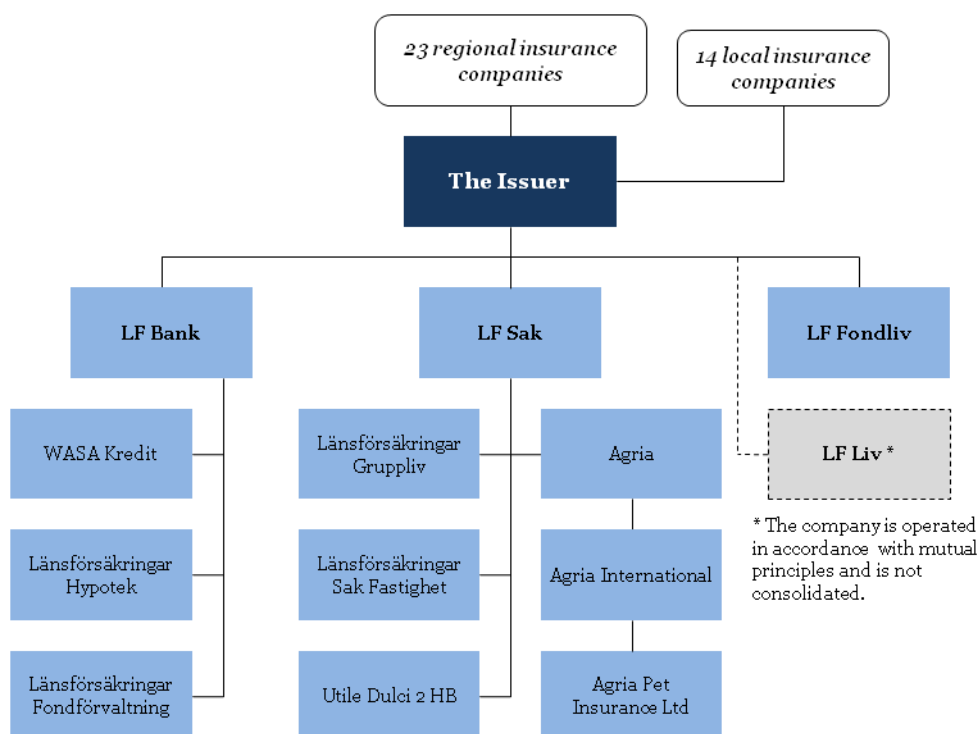 23 regional insurance
companies
14 local insurance
companies
The Issuer
LF Bank
LF Sak
LF Fondliv
WASA Kredit
Länsförsäkringar
Gruppliv
Agria
LF Liv *
* The company is operated
in accordance with mutual
principles and is not
consolidated.
Länsförsäkringar
Hypotek
Länsförsäkringar
Sak Fastighet
Agria International
Länsförsäkringar
Fondförvaltning
Utile Dulci 2 HB
Agria Pet
Insurance Ltd